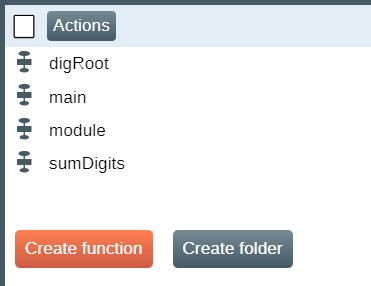 Actions
digRoot
main
module
sumDigits
Create function Create folder